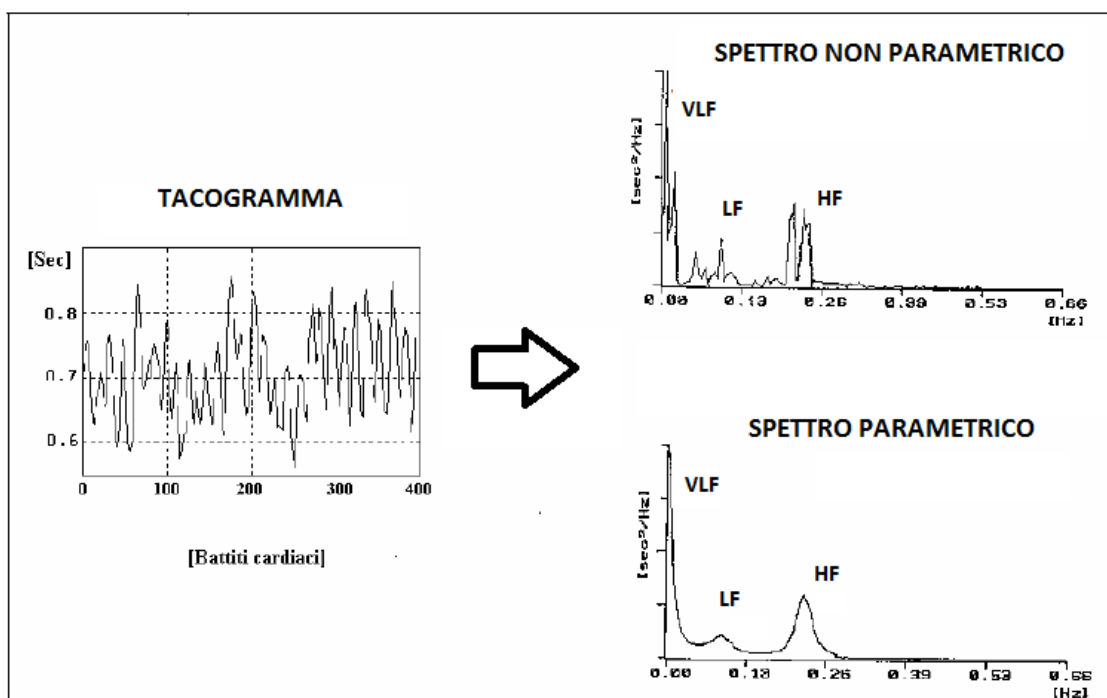 TACOGRAMMA
[Sec]
0.8
0.7
0.6
0 100 200 300 400
[Battiti cardiaci]
SPETTRO NON PARAMETRICO
[sec²/Hz]
VLF
LF
HF
0.00 0.13 0.26 0.39 0.53 0.66
[Hz]
SPETTRO PARAMETRICO
[sec²/Hz]
VLF
LF
HF
0.00 0.13 0.26 0.39 0.53 0.66
[Hz]